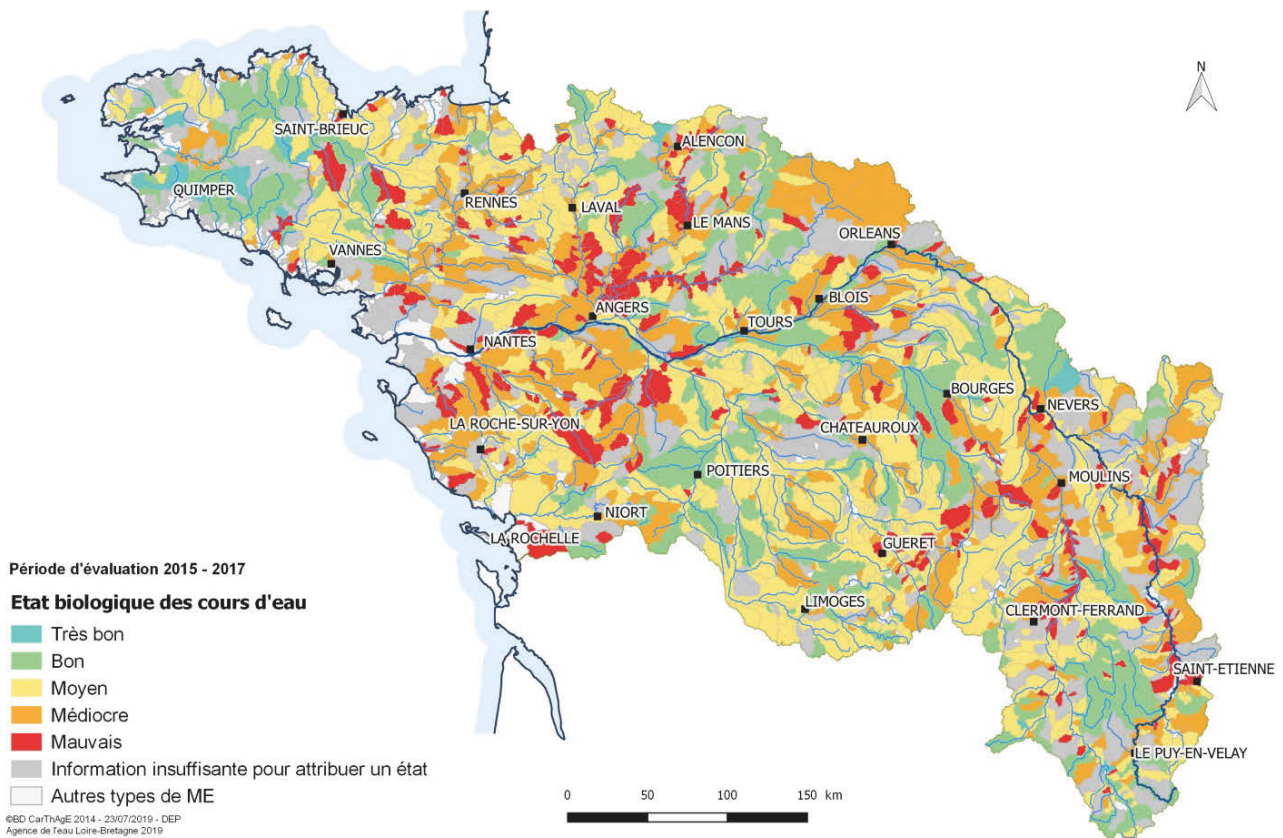 N
SAINT-BRIEUC
ALENCON
QUIMPER
RENNES
LAVAL
LE MANS
ORLEANS
VANNES
BLOIS
ANGERS
TOURS
NANTES
BOURGES
NEVERS
LA ROCHE-SUR-YON
CHATEAUROUX
POITIERS
MOULINS
NIORT
LA ROCHELLE
GUERET
LIMOGES
CLERMONT-FERRAND
SAINT-ETIENNE
LE PUY-EN-VELAY
Période d'évaluation 2015 - 2017
Etat biologique des cours d'eau
Très bon
Bon
Moyen
Médiocre
Mauvais
Information insuffisante pour attribuer un état
Autres types de ME
0 50 100 150 km
©BD CarThAgE 2014 - 23/07/2019 - DEP
Agence de l'eau Loire-Bretagne 2019